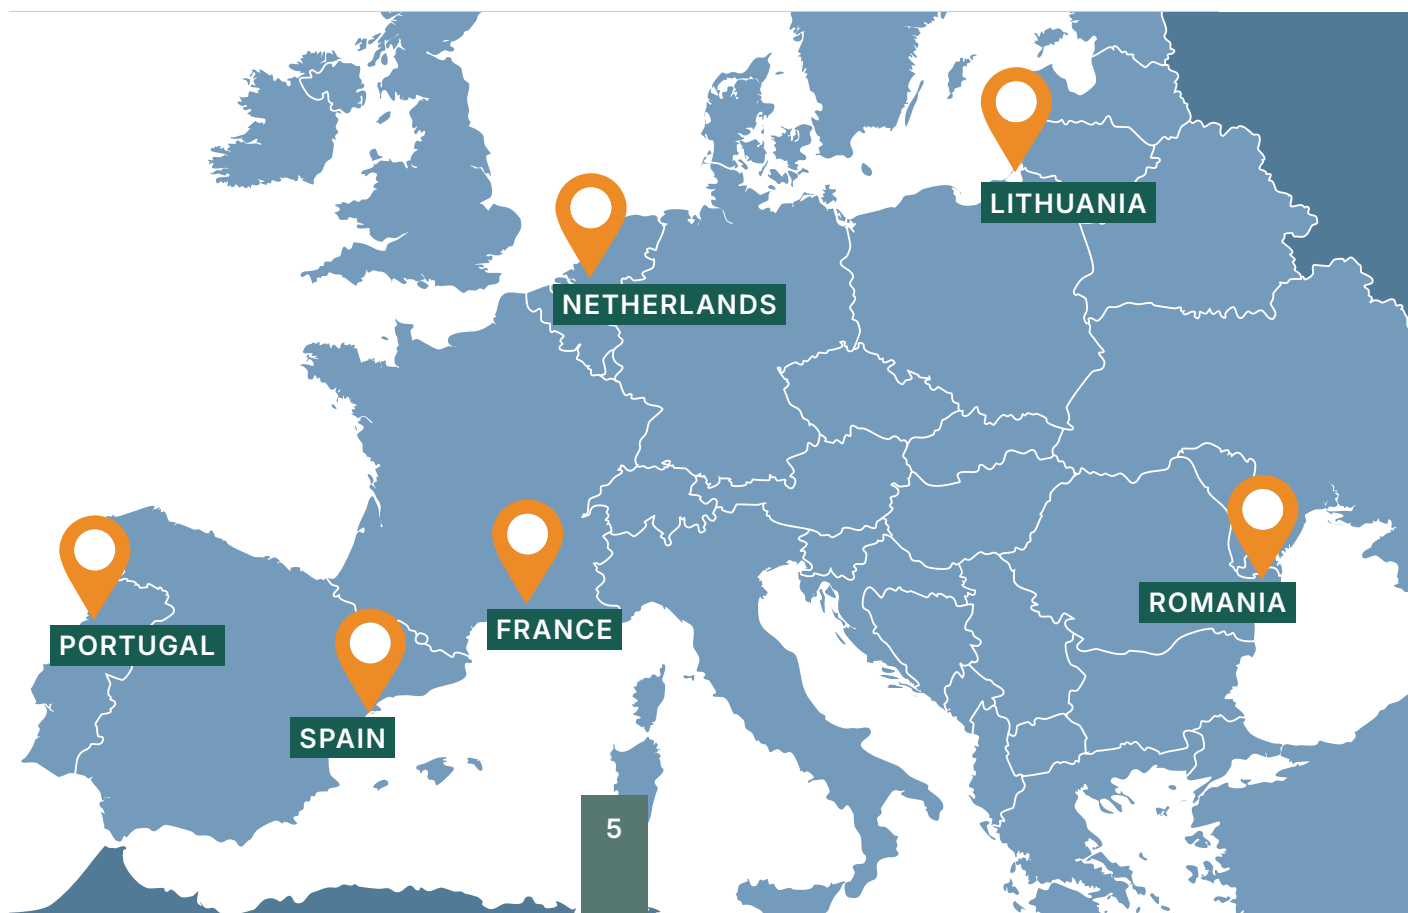 LITHUANIA
NETHERLANDS
ROMANIA
FRANCE
PORTUGAL
SPAIN
5